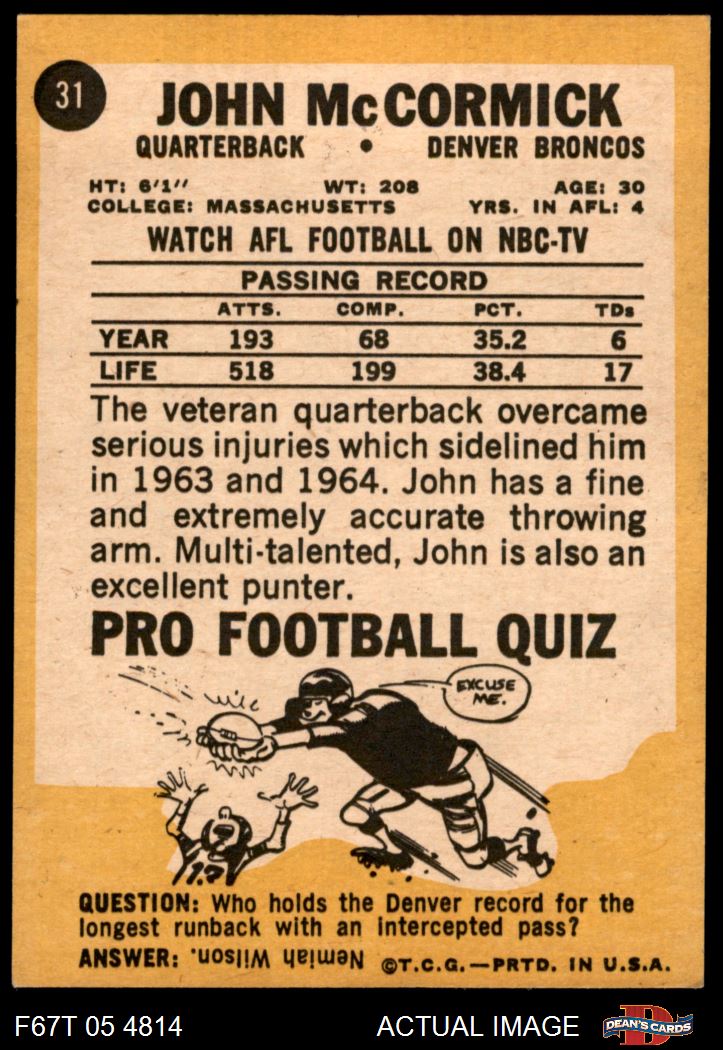 31
JOHN McCORMICK
QUARTERBACK • DENVER BRONCOS
HT: 6'1'' WT: 208 AGE: 30
COLLEGE: MASSACHUSETTS YRS. IN AFL: 4
WATCH AFL FOOTBALL ON NBC-TV
PASSING RECORD
ATTS. COMP. PCT. TDs
YEAR 193 68 35.2 6
LIFE 518 199 38.4 17
The veteran quarterback overcame
serious injuries which sidelined him
in 1963 and 1964. John has a fine
and extremely accurate throwing
arm. Multi-talented, John is also an
excellent punter.
PRO FOOTBALL QUIZ
EXCUSE
ME.
17
QUESTION: Who holds the Denver record for the
longest runback with an intercepted pass?
ANSWER: Nemiah Wilson. ©T.C.G.—PRTD. IN U.S.A.
F67T 05 4814 ACTUAL IMAGE
D
DEAN'S CARDS